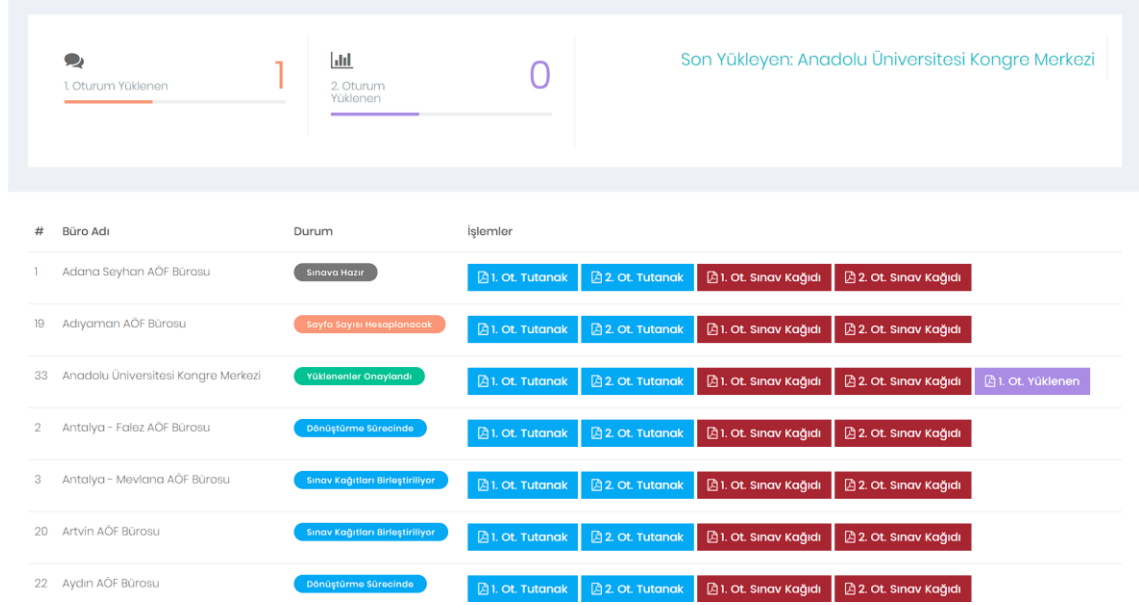 1. Oturum Yüklenen
1
2. Oturum
Yüklenen
0
Son Yükleyen: Anadolu Üniversitesi Kongre Merkezi
# Büro Adı Durum İşlemler
1 Adana Seyhan AÖF Bürosu Sınava Hazır 1. Ot. Tutanak 2. Ot. Tutanak 1. Ot. Sınav Kağıdı 2. Ot. Sınav Kağıdı
19 Adıyaman AÖF Bürosu Sayfa Sayısı Hesaplanacak 1. Ot. Tutanak 2. Ot. Tutanak 1. Ot. Sınav Kağıdı 2. Ot. Sınav Kağıdı
33 Anadolu Üniversitesi Kongre Merkezi Yüklenenler Onaylandı 1. Ot. Tutanak 2. Ot. Tutanak 1. Ot. Sınav Kağıdı 2. Ot. Sınav Kağıdı 1. Ot. Yüklenen
2 Antalya - Falez AÖF Bürosu Dönüştürme Sürecinde 1. Ot. Tutanak 2. Ot. Tutanak 1. Ot. Sınav Kağıdı 2. Ot. Sınav Kağıdı
3 Antalya - Mevlana AÖF Bürosu Sınav Kağıtları Birleştiriliyor 1. Ot. Tutanak 2. Ot. Tutanak 1. Ot. Sınav Kağıdı 2. Ot. Sınav Kağıdı
20 Artvin AÖF Bürosu Sınav Kağıtları Birleştiriliyor 1. Ot. Tutanak 2. Ot. Tutanak 1. Ot. Sınav Kağıdı 2. Ot. Sınav Kağıdı
22 Aydın AÖF Bürosu Dönüştürme Sürecinde 1. Ot. Tutanak 2. Ot. Tutanak 1. Ot. Sınav Kağıdı 2. Ot. Sınav Kağıdı